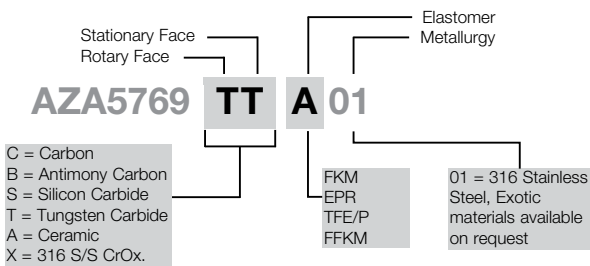 Elastomer
Stationary Face
Metallurgy
Rotary Face
AZA5769 TT A 01
C = Carbon
B = Antimony Carbon
S = Silicon Carbide
T = Tungsten Carbide
A = Ceramic
X = 316 S/S CrOx.
FKM
EPR
TFE/P
FFKM
01 = 316 Stainless
Steel, Exotic
materials available
on request